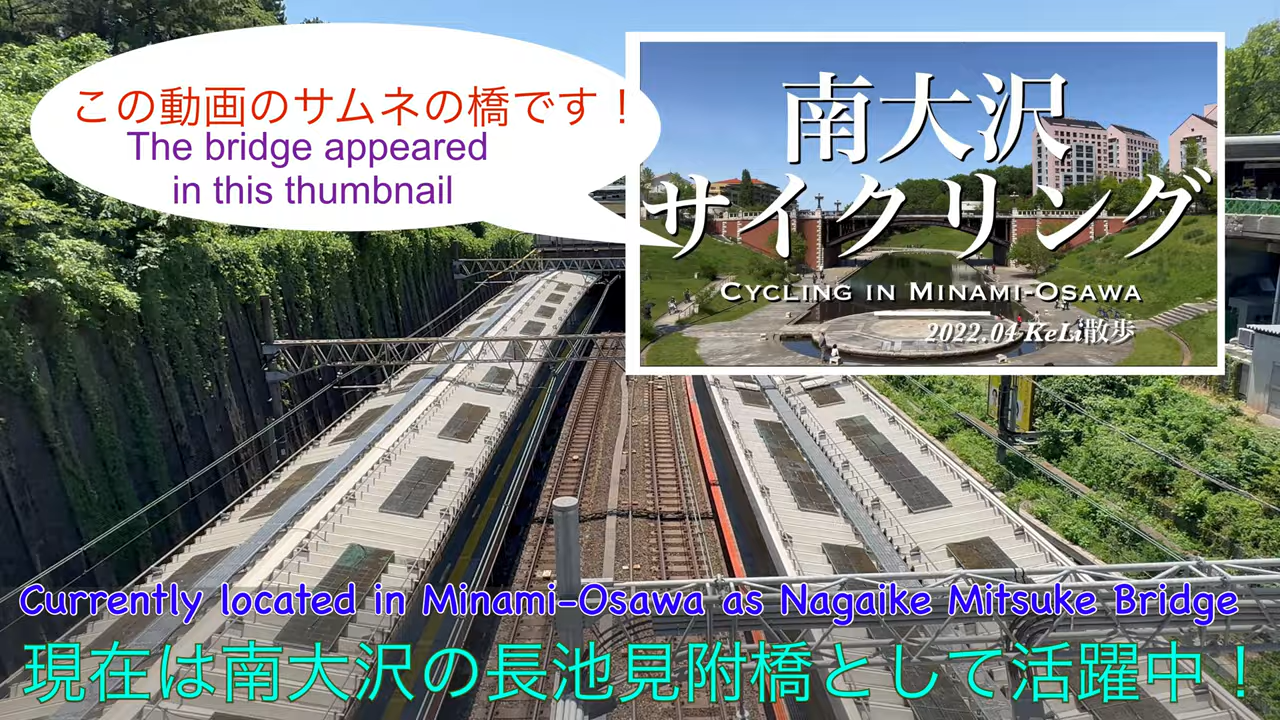 この動画のサムネの橋です！
The bridge appeared
in this thumbnail
南大沢
サイクリング
Cycling in Minami-Osawa
2022.04 KeLi散歩
Currently located in Minami-Osawa as Nagaike Mitsuke Bridge
現在は南大沢の長池見附橋として活躍中！